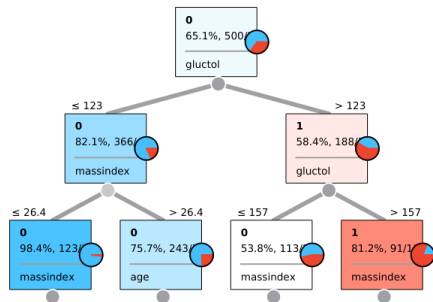 0
65.1%, 500/
gluctol
≤ 123
> 123
0
82.1%, 366/
massindex
1
58.4%, 188/
gluctol
≤ 26.4
> 26.4
≤ 157
> 157
0
98.4%, 123/
massindex
0
75.7%, 243/
age
0
53.8%, 113/
massindex
1
81.2%, 91/1
massindex